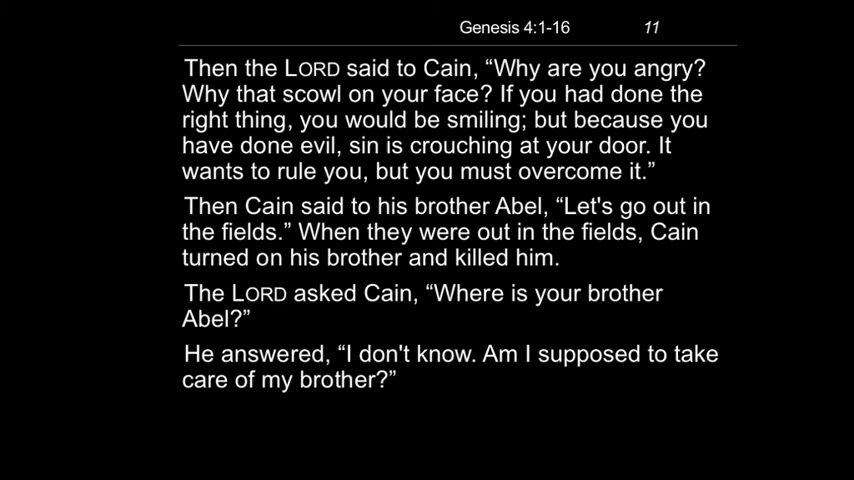 Genesis 4:1-16 11
Then the LORD said to Cain, “Why are you angry?
Why that scowl on your face? If you had done the
right thing, you would be smiling; but because you
have done evil, sin is crouching at your door. It
wants to rule you, but you must overcome it.”
Then Cain said to his brother Abel, “Let's go out in
the fields.” When they were out in the fields, Cain
turned on his brother and killed him.
The LORD asked Cain, “Where is your brother
Abel?”
He answered, “I don't know. Am I supposed to take
care of my brother?”